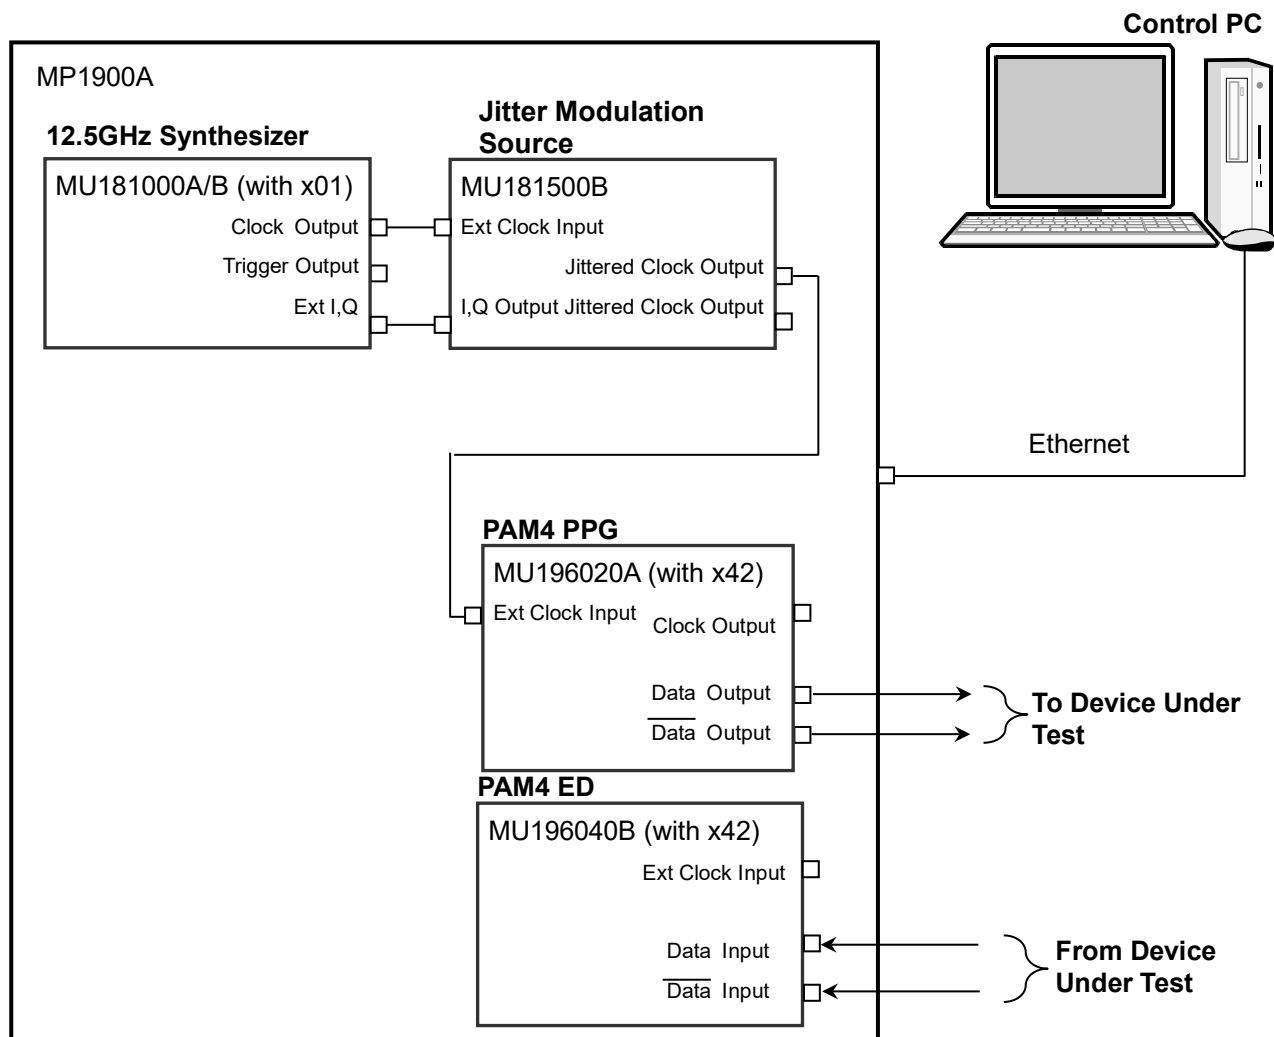 Control PC
MP1900A
12.5GHz Synthesizer
Jitter Modulation
Source
MU181000A/B (with x01)
MU181500B
Clock Output
Ext Clock Input
Trigger Output
Jittered Clock Output
Ext I,Q
I,Q Output Jittered Clock Output
Ethernet
PAM4 PPG
MU196020A (with x42)
Ext Clock Input
Clock Output
Data Output
Data Output
To Device Under
Test
PAM4 ED
MU196040B (with x42)
Ext Clock Input
Data Input
Data Input
From Device
Under Test